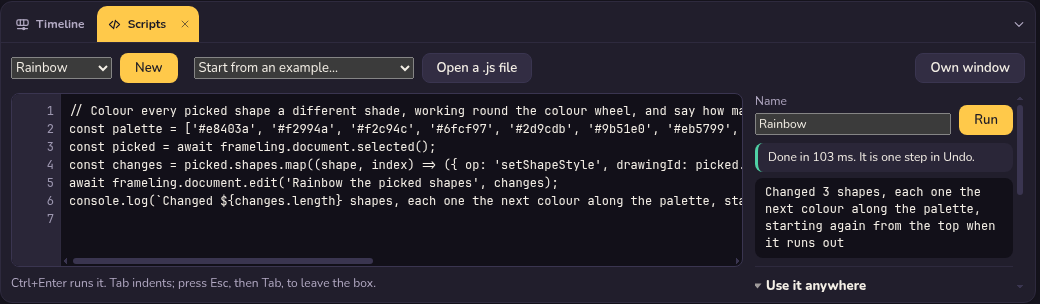 Timeline
Scripts
Rainbow
New
Start from an example...
Open a .js file
Own window
1 // Colour every picked shape a different shade, working round the colour wheel, and say how ma
2 const palette = ['#e8403a', '#f2994a', '#f2c94c', '#6fcf97', '#2d9cdb', '#9b51e0', '#eb5799',
3 const picked = await frameling.document.selected();
4 const changes = picked.shapes.map((shape, index) => ({ op: 'setShapeStyle', drawingId: picked.
5 await frameling.document.edit('Rainbow the picked shapes', changes);
6 console.log(`Changed ${changes.length} shapes, each one the next colour along the palette, sta
7
Ctrl+Enter runs it. Tab indents; press Esc, then Tab, to leave the box.
Name
Rainbow
Run
Done in 103 ms. It is one step in Undo.
Changed 3 shapes, each one the
next colour along the palette,
starting again from the top when
it runs out
Use it anywhere